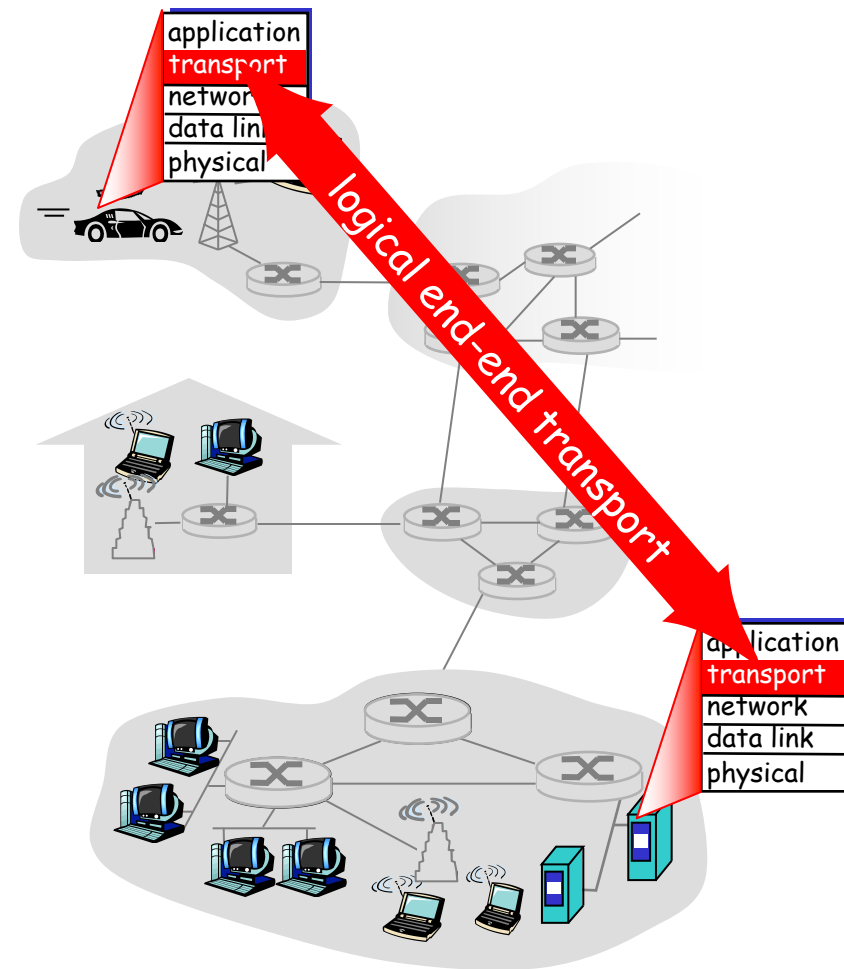 application
transport
network
data link
physical
logical end-end transport
application
transport
network
data link
physical